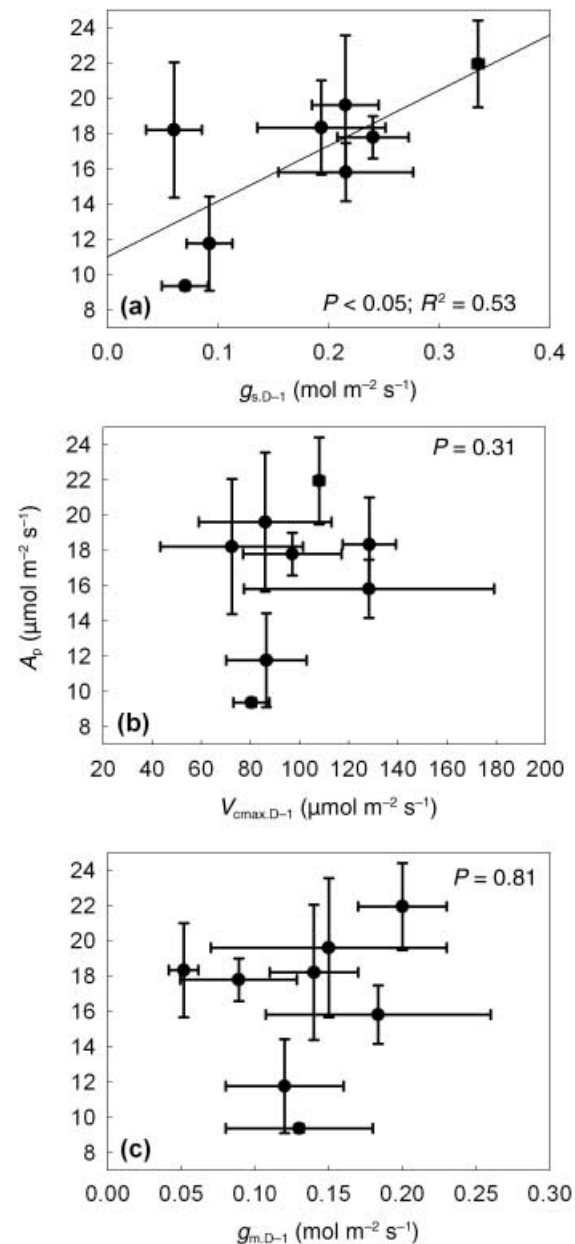 24
22
20
18
16
14
12
10
8
(a)
P < 0.05; R² = 0.53
0.0 0.1 0.2 0.3 0.4
gs.D–1 (mol m–2 s–1)
24
22
20
18
16
14
12
10
8
P = 0.31
Ap (μmol m–2 s–1)
(b)
20 40 60 80 100 120 140 160 180 200
Vcmax.D–1 (μmol m–2 s–1)
24
22
20
18
16
14
12
10
8
P = 0.81
(c)
0.00 0.05 0.10 0.15 0.20 0.25 0.30
gm.D–1 (mol m–2 s–1)